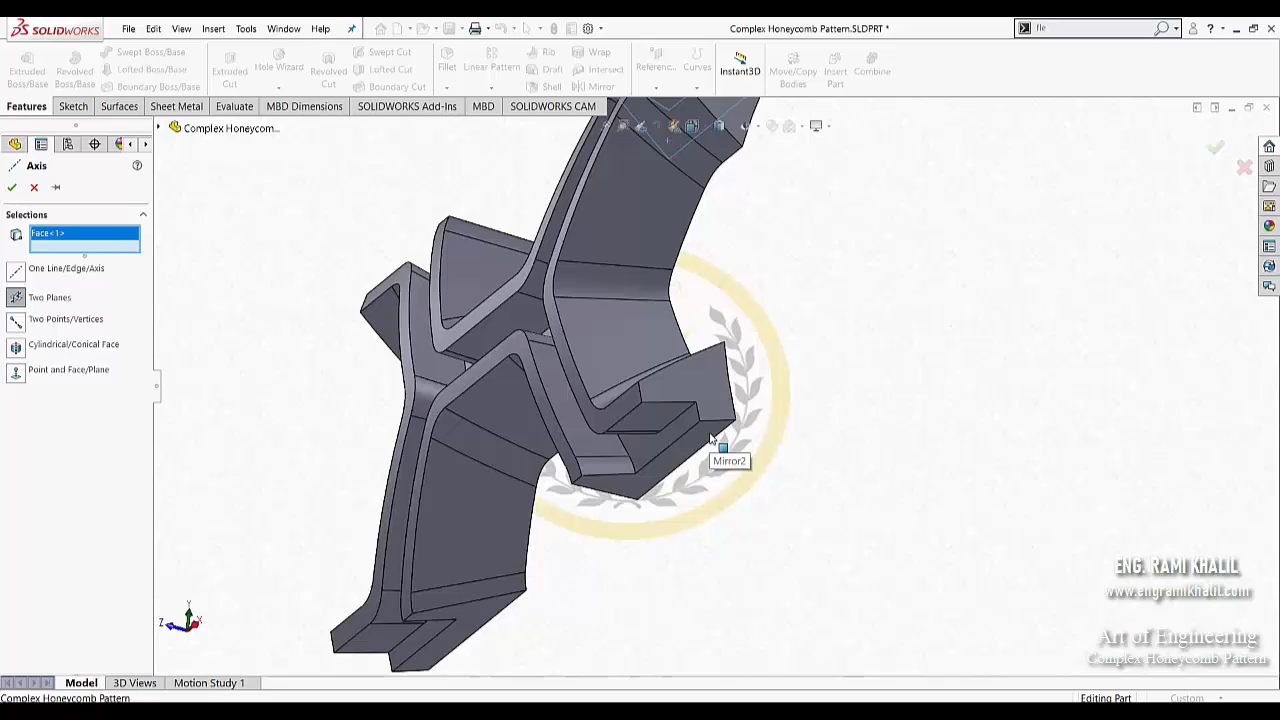 SOLIDWORKS File Edit View Insert Tools Window Help Complex Honeycomb Pattern.SLDPRT * ?
Extruded Boss/Base Revolved Boss/Base Swept Boss/Base Lofted Boss/Base Boundary Boss/Base Extruded Cut Hole Wizard Revolved Cut Swept Cut Lofted Cut Boundary Cut Fillet Linear Pattern Rib Draft Shell Wrap Intersect Mirror Referenc... Curves Instant3D Move/Copy Bodies Insert Part Combine
Features Sketch Surfaces Sheet Metal Evaluate MBD Dimensions SOLIDWORKS Add-Ins MBD SOLIDWORKS CAM
Complex Honeycom...
Axis
Selections
Face<1>
One Line/Edge/Axis
Two Planes
Two Points/Vertices
Cylindrical/Conical Face
Point and Face/Plane
Mirror2
ENG. RAMI KHALIL
www.engramikhalil.com
Art of Engineering
Complex Honeycomb Pattern
Y
Z X
Model 3D Views Motion Study 1
Complex Honeycomb Pattern Editing Part Custom